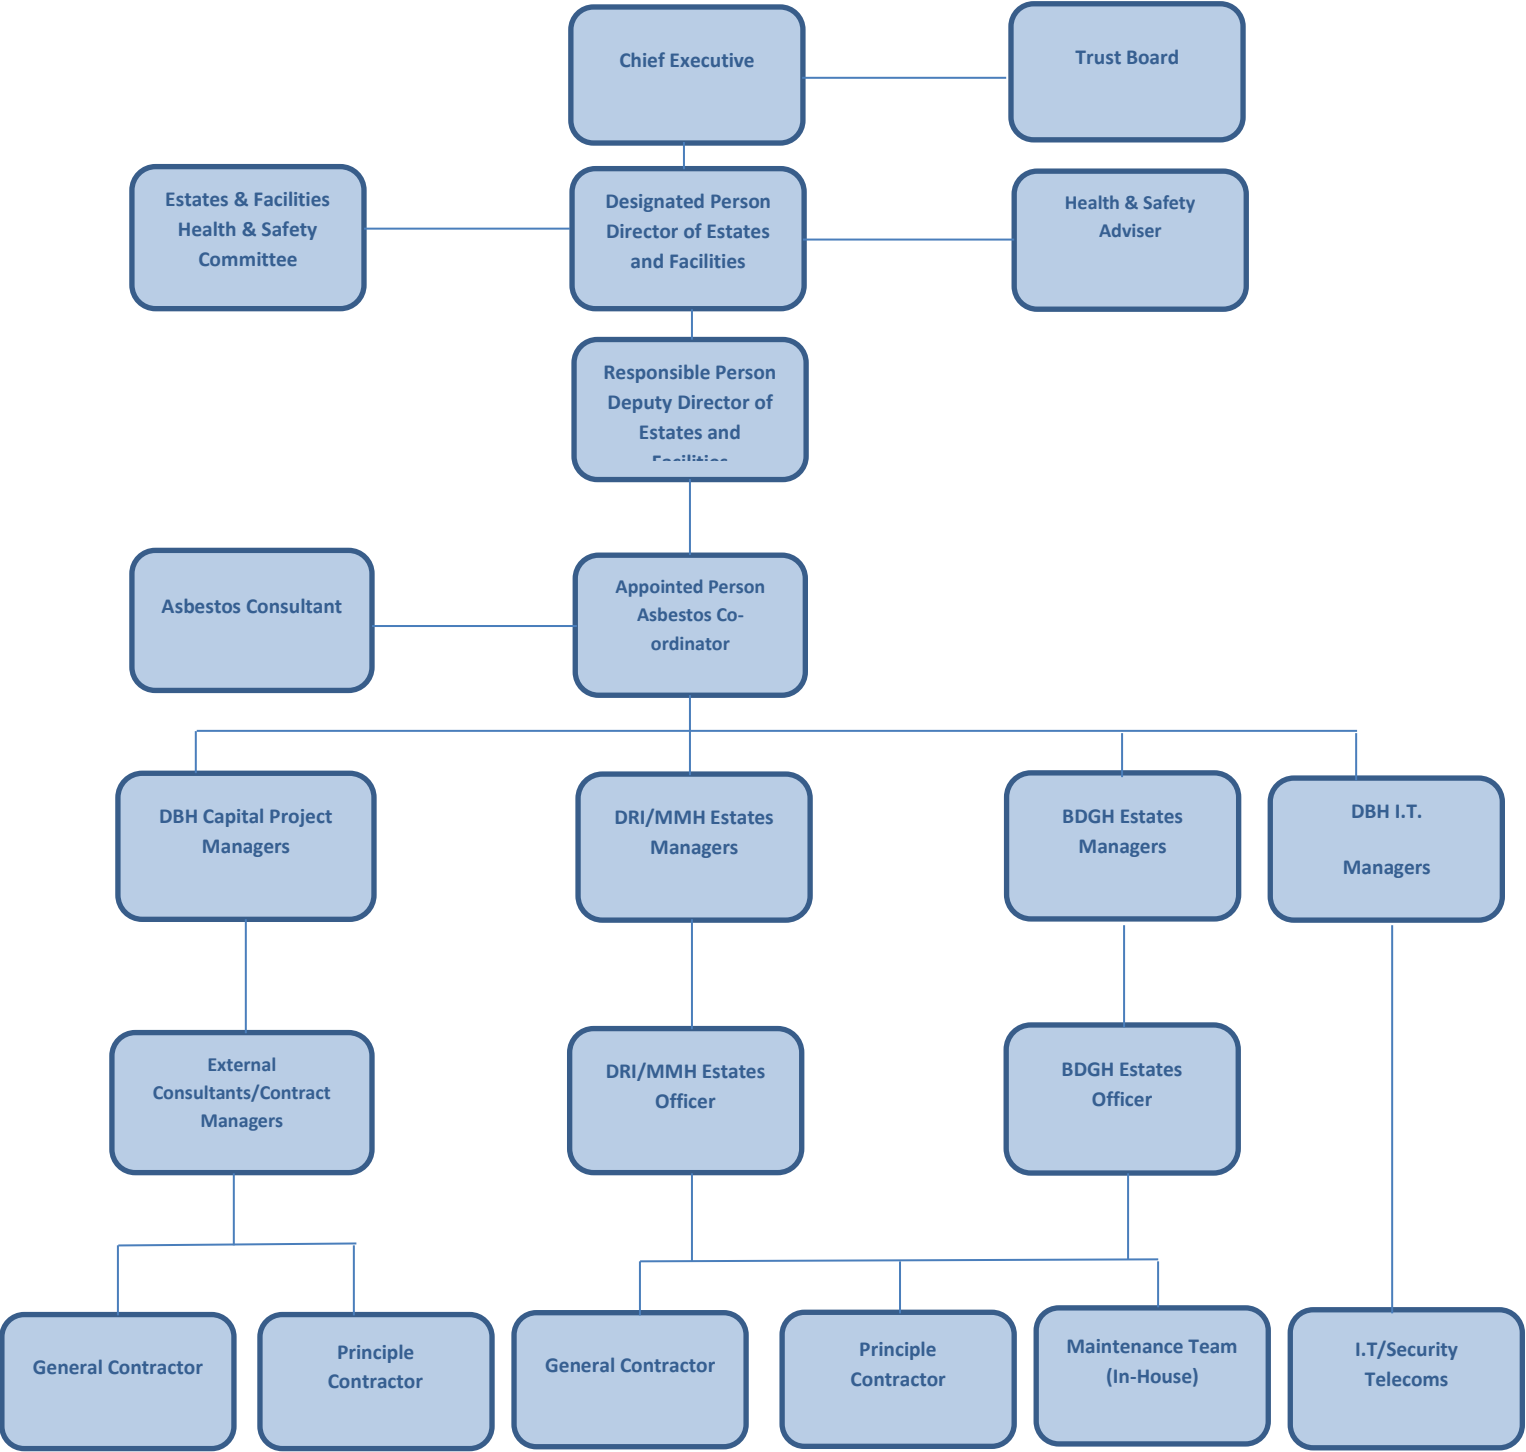 Chief Executive
Trust Board
Estates & Facilities
Health & Safety
Committee
Designated Person
Director of Estates
and Facilities
Health & Safety
Adviser
Responsible Person
Deputy Director of
Estates and
Facilities
Asbestos Consultant
Appointed Person
Asbestos Co-
ordinator
DBH Capital Project
Managers
DRI/MMH Estates
Managers
BDGH Estates
Managers
DBH I.T.
Managers
External
Consultants/Contract
Managers
DRI/MMH Estates
Officer
BDGH Estates
Officer
General Contractor
Principle
Contractor
General Contractor
Principle
Contractor
Maintenance Team
(In-House)
I.T/Security
Telecoms